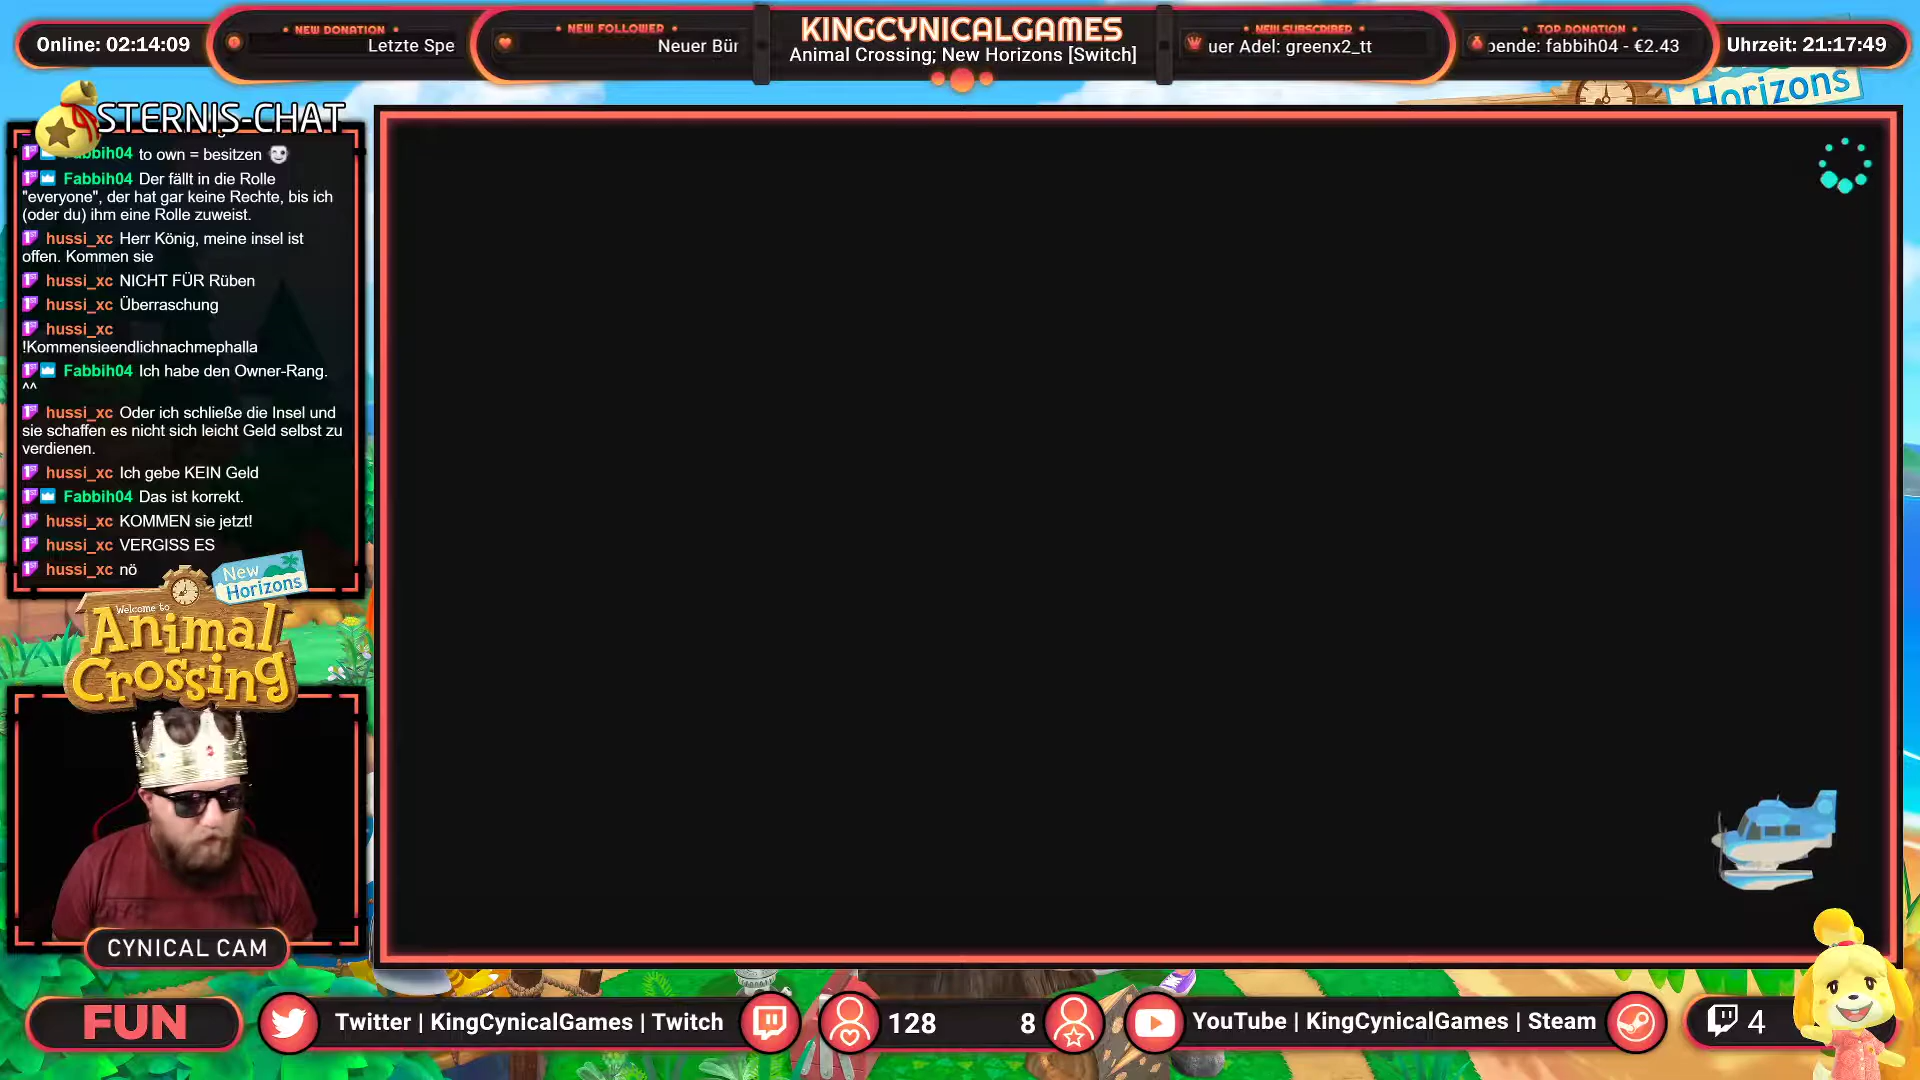 Online: 02:14:09
• NEW DONATION •
Letzte Spe
• NEW FOLLOWER •
Neuer Bür
KINGCYNICALGAMES
Animal Crossing; New Horizons [Switch]
• NEW SUBSCRIBER •
uer Adel: greenx2_tt
• TOP DONATION •
pende: fabbih04 - €2.43
Uhrzeit: 21:17:49
Horizons
STERNIS-CHAT
Fabbih04 to own = besitzen
Fabbih04 Der fällt in die Rolle
"everyone", der hat gar keine Rechte, bis ich
(oder du) ihm eine Rolle zuweist.
hussi_xc Herr König, meine insel ist
offen. Kommen sie
hussi_xc NICHT FÜR Rüben
hussi_xc Überraschung
hussi_xc
!Kommensieendlichnachmephalla
Fabbih04 Ich habe den Owner-Rang.
^^
hussi_xc Oder ich schließe die Insel und
sie schaffen es nicht sich leicht Geld selbst zu
verdienen.
hussi_xc Ich gebe KEIN Geld
Fabbih04 Das ist korrekt.
hussi_xc KOMMEN sie jetzt!
hussi_xc VERGISS ES
hussi_xc nö
New
Horizons
Welcome to
Animal
Crossing
CYNICAL CAM
FUN
Twitter | KingCynicalGames | Twitch
128
8
YouTube | KingCynicalGames | Steam
4